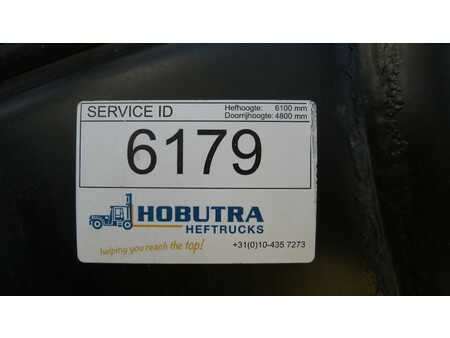 SERVICE ID
Hefhoogte: 6100 mm
Doorrijhoogte: 4800 mm
6179
HOBUTRA
HEFTRUCKS
helping you reach the top!
+31(0)10-435 7273